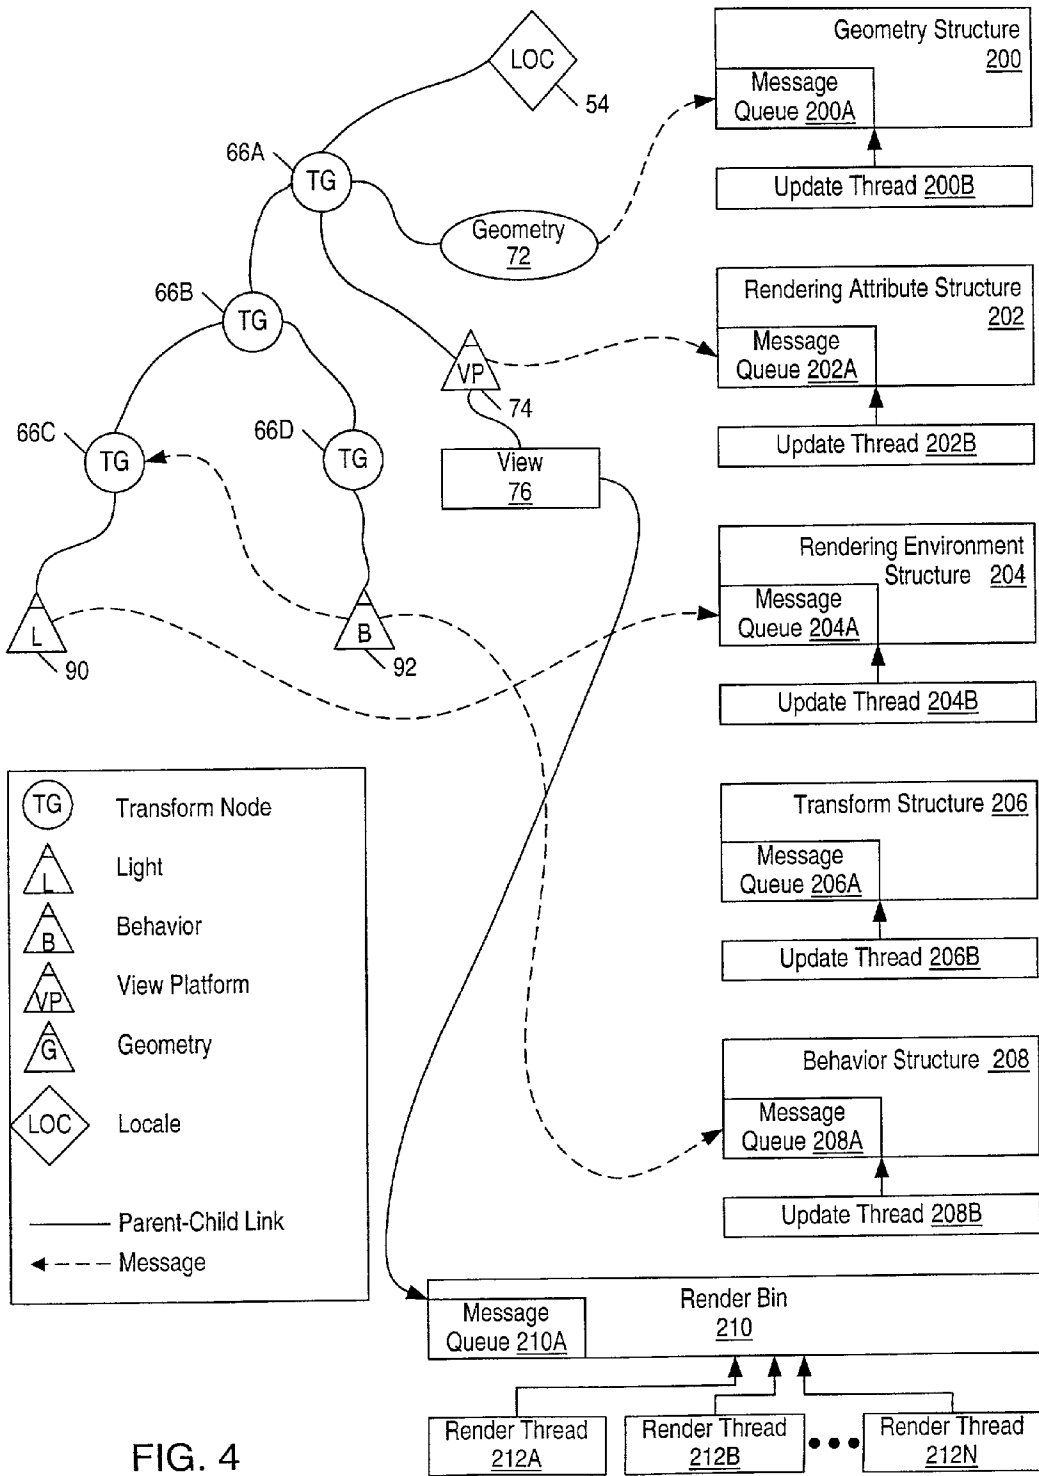 LOC
54
66A
TG
Geometry
72
66B
TG
VP
74
66C
TG
66D
TG
View
76
L
90
B
92
Geometry Structure
200
Message
Queue 200A
Update Thread 200B
Rendering Attribute Structure
202
Message
Queue 202A
Update Thread 202B
Rendering Environment
Structure 204
Message
Queue 204A
Update Thread 204B
Transform Structure 206
Message
Queue 206A
Update Thread 206B
Behavior Structure 208
Message
Queue 208A
Update Thread 208B
TG Transform Node
L Light
B Behavior
VP View Platform
G Geometry
LOC Locale
Parent-Child Link
Message
Render Bin
210
Message
Queue 210A
Render Thread
212A
Render Thread
212B
Render Thread
212N
FIG. 4